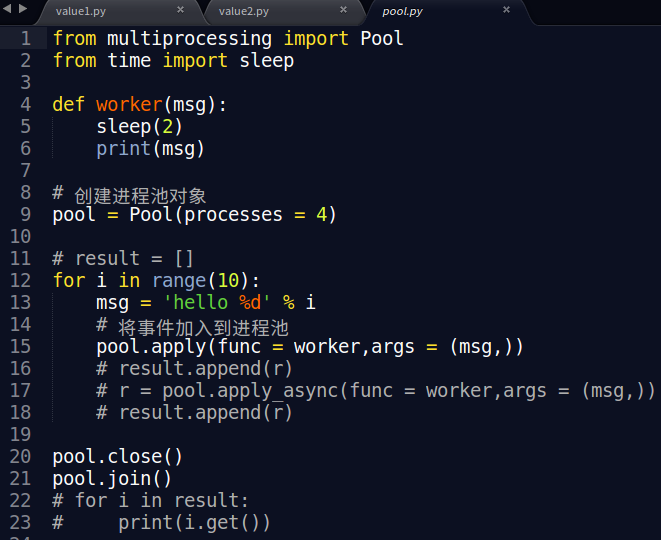 value1.py × value2.py × pool.py ×
1 from multiprocessing import Pool
2 from time import sleep
3
4 def worker(msg):
5     sleep(2)
6     print(msg)
7
8 # 创建进程池对象
9 pool = Pool(processes = 4)
10
11 # result = []
12 for i in range(10):
13     msg = 'hello %d' % i
14     # 将事件加入到进程池
15     pool.apply(func = worker,args = (msg,))
16     # result.append(r)
17     # r = pool.apply_async(func = worker,args = (msg,))
18     # result.append(r)
19
20 pool.close()
21 pool.join()
22 # for i in result:
23 #     print(i.get())
24